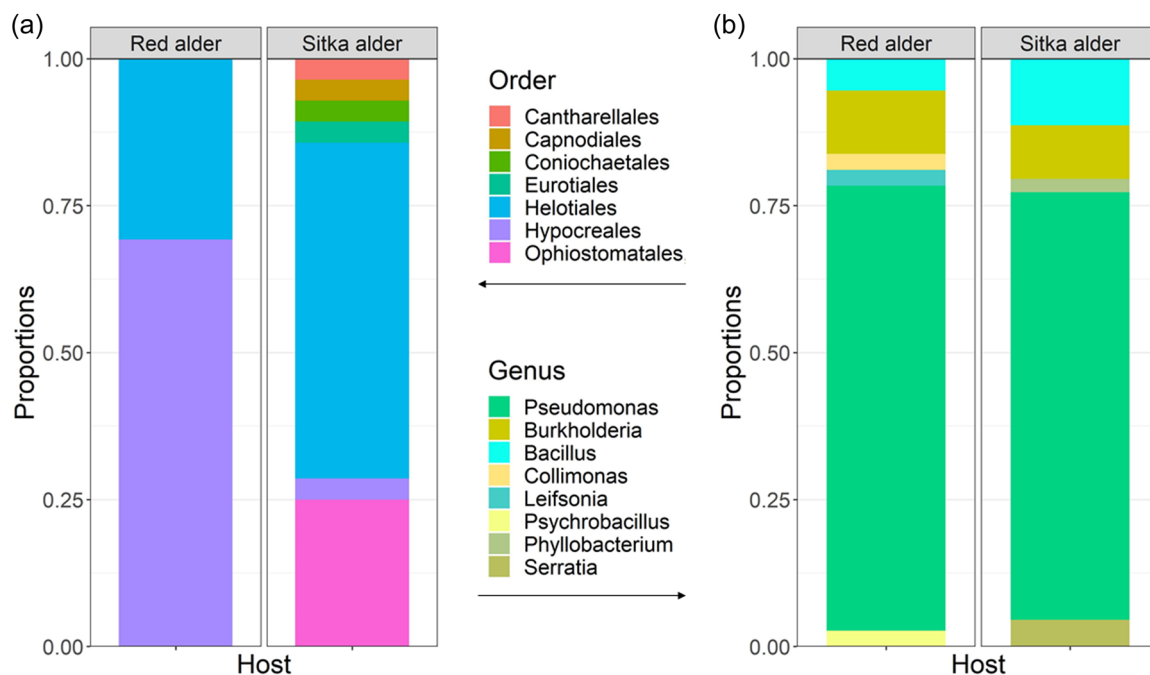 (a)
Red alder
Sitka alder
1.00
0.75
0.50
0.25
0.00
Proportions
Host
Order
Cantharellales
Capnodiales
Coniochaetales
Eurotiales
Helotiales
Hypocreales
Ophiostomatales
Genus
Pseudomonas
Burkholderia
Bacillus
Collimonas
Leifsonia
Psychrobacillus
Phyllobacterium
Serratia
(b)
Red alder
Sitka alder
1.00
0.75
0.50
0.25
0.00
Proportions
Host